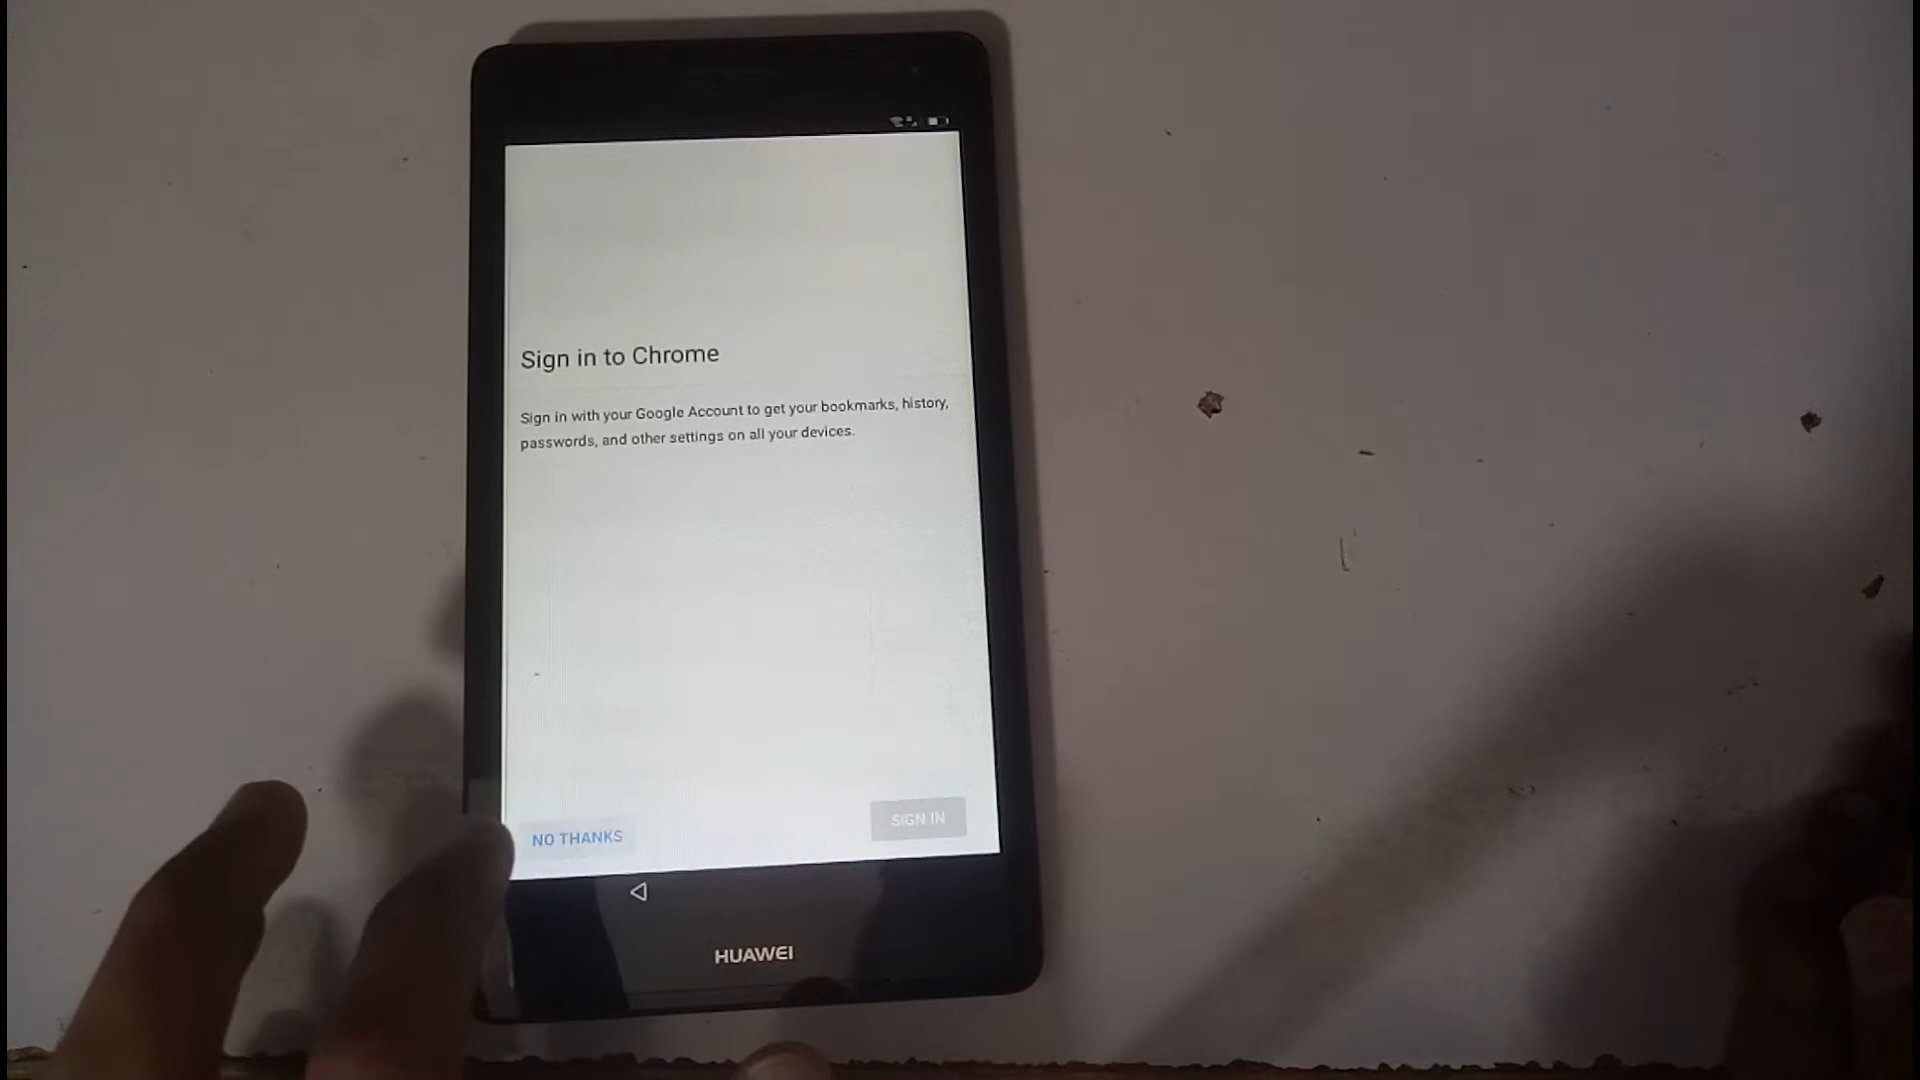 Sign in to Chrome
Sign in with your Google Account to get your bookmarks, history,
passwords, and other settings on all your devices.
NO THANKS
SIGN IN
HUAWEI